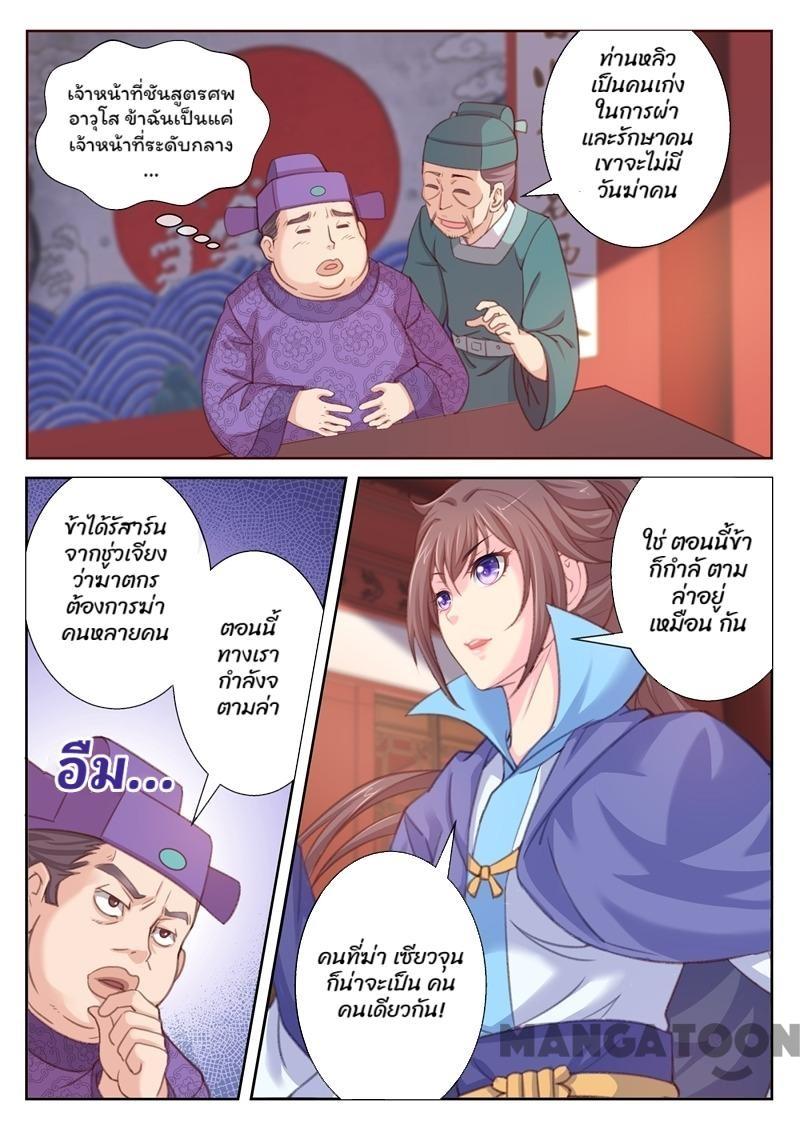 เจ้าหน้าที่ชันสูตรศพ
อาวุโส ข้าฉันเป็นแค่
เจ้าหน้าที่ระดับกลาง
...
ท่านหลิว
เป็นคนเก่ง
ในการผ่า
และรักษาคน
เขาจะไม่มี
วันฆ่าคน
ข้าได้รัสาร์น
จากชู่วเจียง
ว่าฆาตกร
ต้องการฆ่า
คนหลายคน
ตอนนี้
ทางเรา
กำลังจ
ตามล่า
อืม...
ใช่ ตอนนี้ข้า
ก็กำลั ตาม
ล่าอยู่
เหมือน กัน
คนที่ฆ่า เซียวจุน
ก็น่าจะเป็น คน
คนเดียวกัน!
MANGATOON